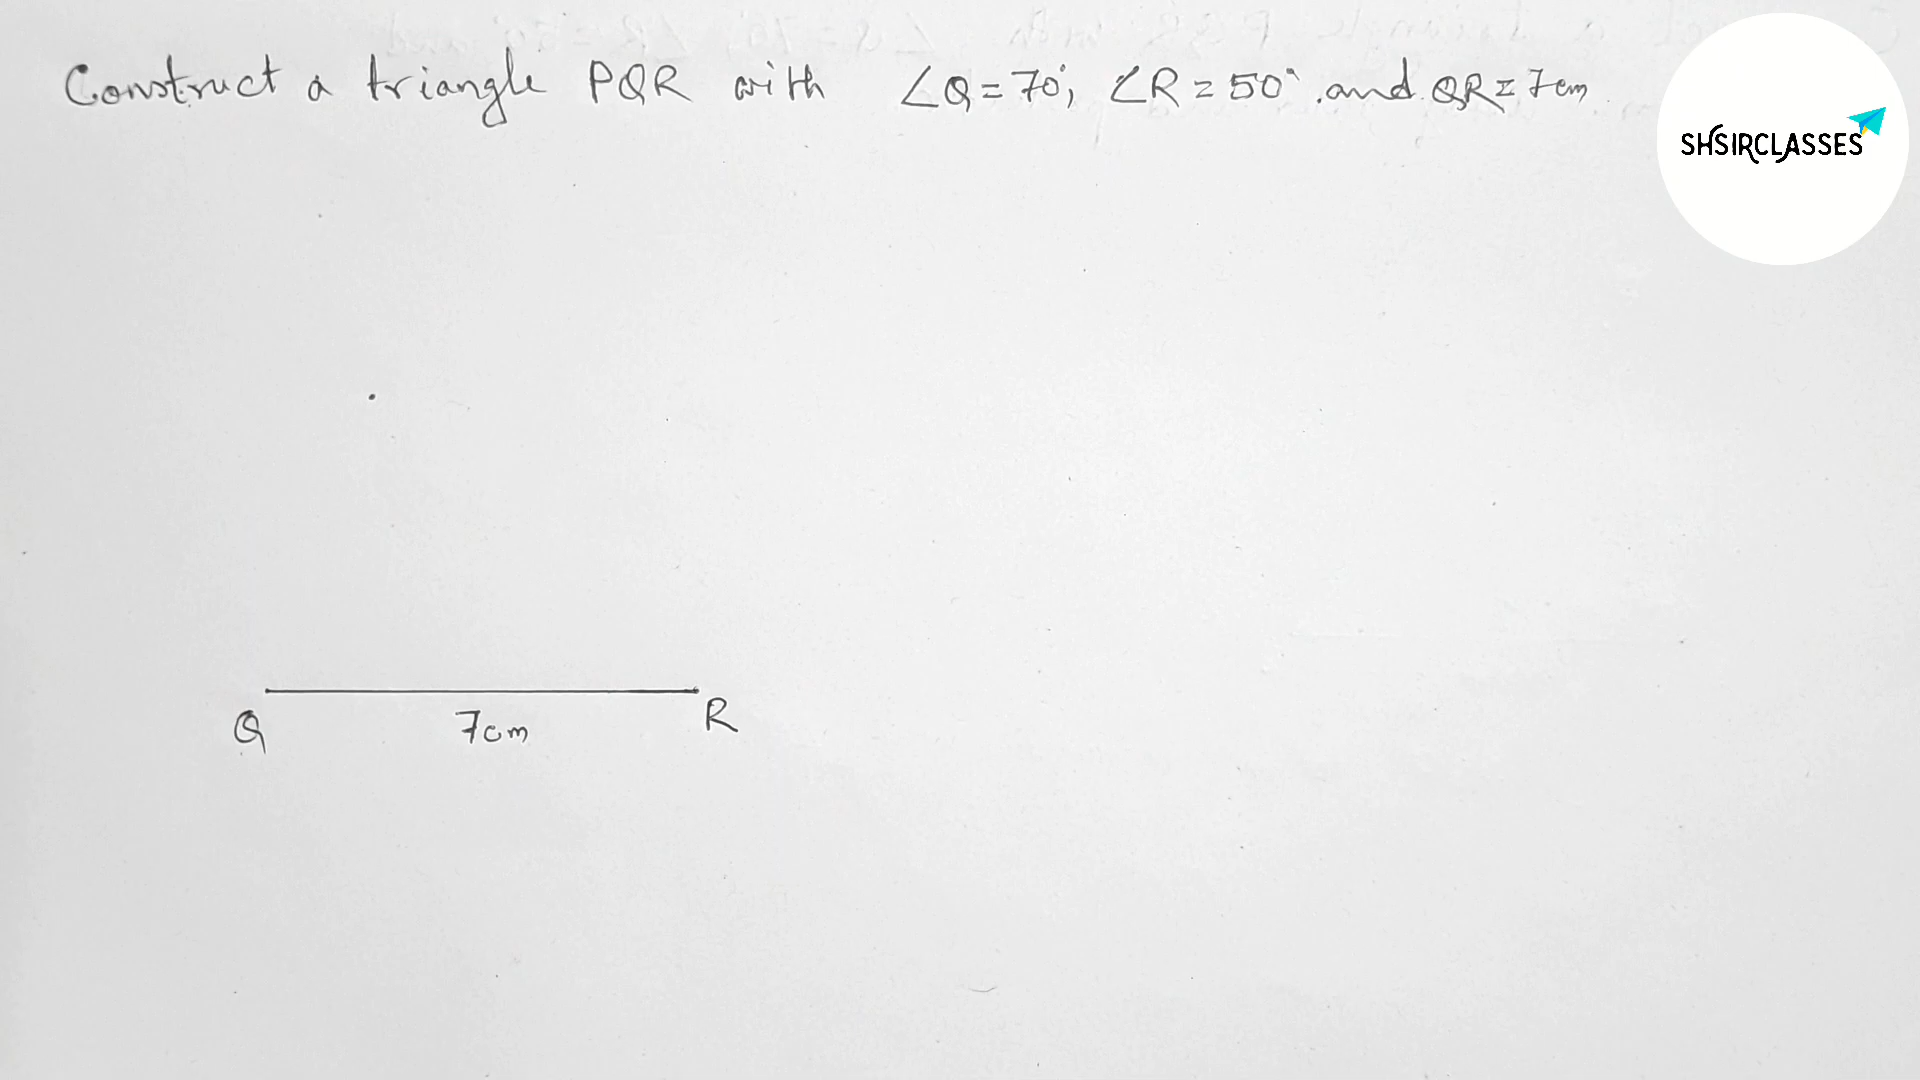 Construct a triangle PQR with ∠Q=70°, ∠R=50° and QR=7cm
SHSIRCLASSES
Q 7cm R